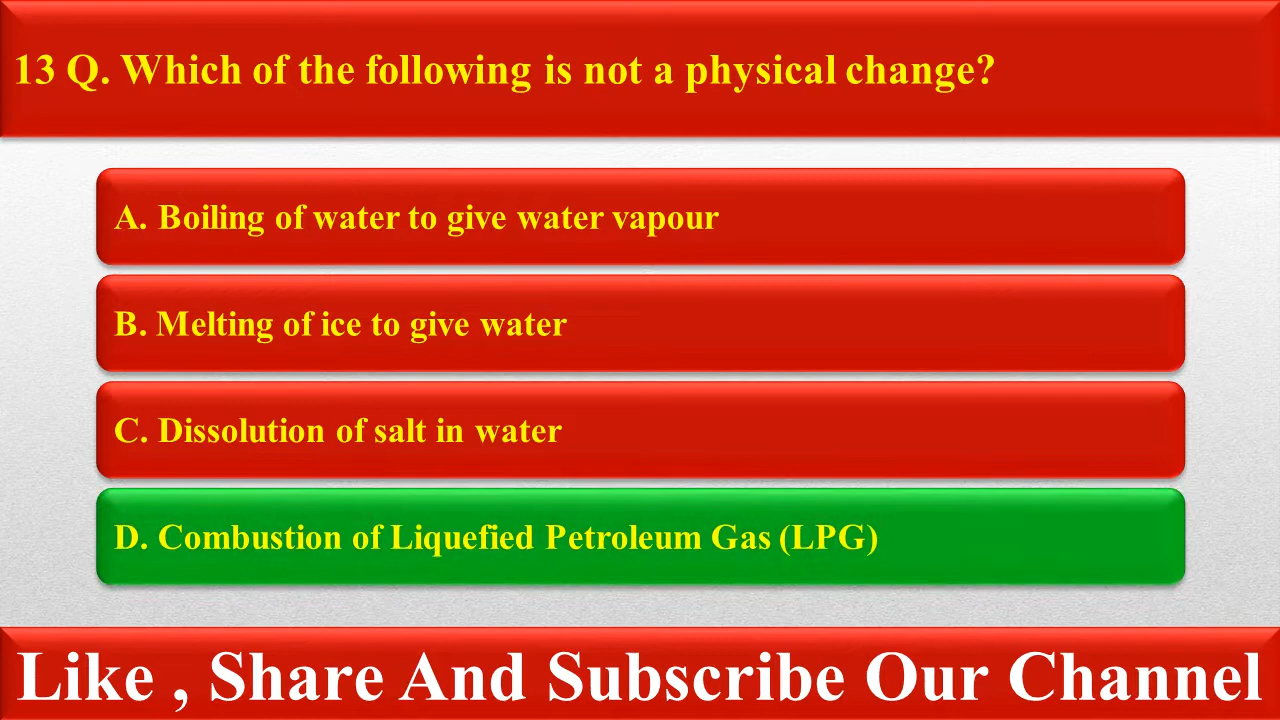 13 Q. Which of the following is not a physical change?
A. Boiling of water to give water vapour
B. Melting of ice to give water
C. Dissolution of salt in water
D. Combustion of Liquefied Petroleum Gas (LPG)
Like , Share And Subscribe Our Channel